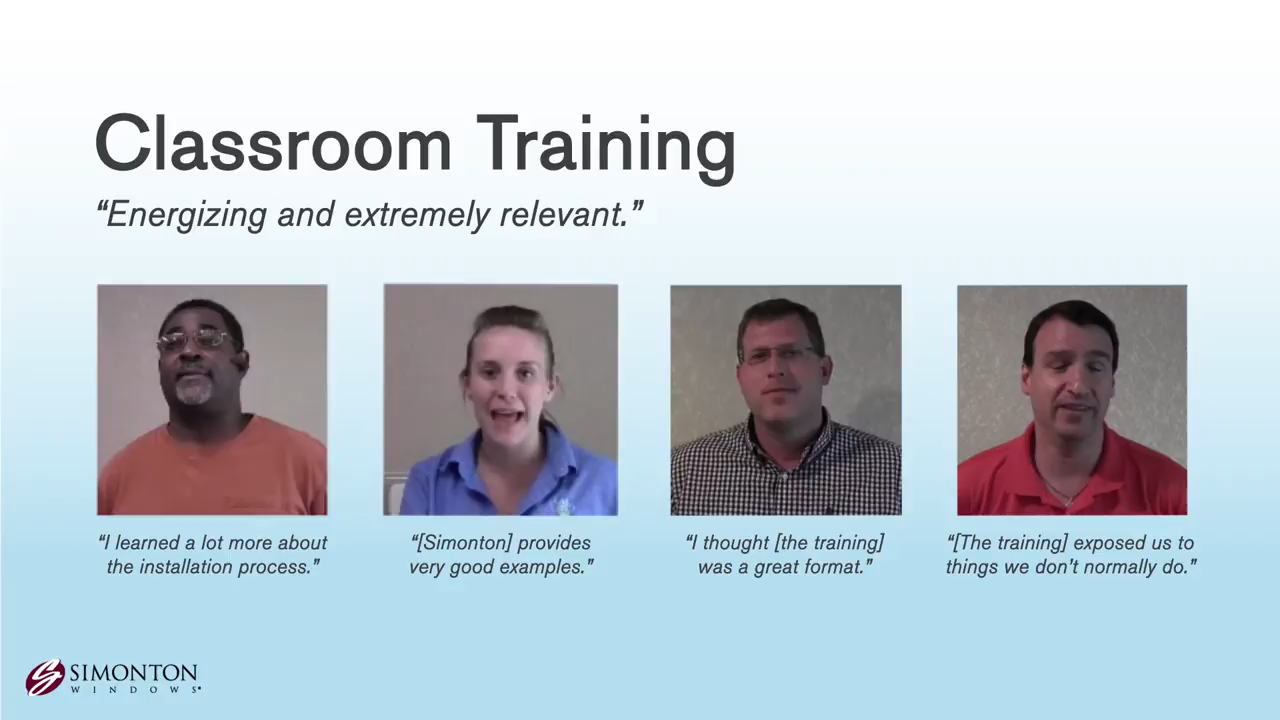 Classroom Training
“Energizing and extremely relevant.”
“I learned a lot more about
the installation process.”
“[Simonton] provides
very good examples.”
“I thought [the training]
was a great format.”
“[The training] exposed us to
things we don’t normally do.”
SIMONTON
WINDOWS